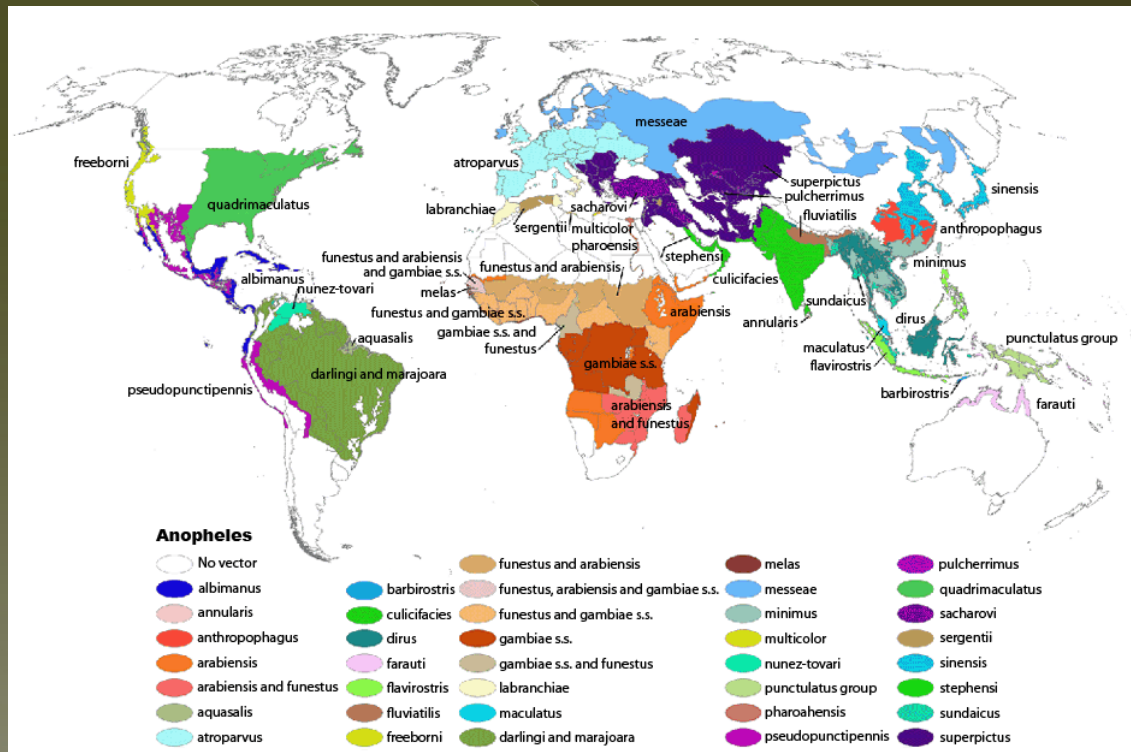 messeae
freeborni
atroparvus
superpictus
pulcherrimus
sinensis
quadrimaculatus
sacharovi
labranchiae
fluviatilis
sergentii
multicolor
pharoensis
anthropophagus
funestus and arabiensis
and gambiae s.s.
funestus and arabiensis
stephensi
minimus
albimanus
nunez-tovari
culicifacies
melas
sundaicus
arabiensis
funestus and gambiae s.s.
annularis
dirus
gambiae s.s. and
funestus
aquasalis
punctulatus group
maculatus
gambiae s.s.
darlingi and marajoara
flavirostris
pseudopunctipennis
barbirostris
farauti
arabiensis
and funestus
Anopheles
No vector
albimanus
annularis
anthropophagus
arabiensis
arabiensis and funestus
aquasalis
atroparvus
barbirostris
culicifacies
dirus
farauti
flavirostris
fluviatilis
freeborni
funestus and arabiensis
funestus, arabiensis and gambiae s.s.
funestus and gambiae s.s.
gambiae s.s.
gambiae s.s. and funestus
labranchiae
maculatus
darlingi and marajoara
melas
messeae
minimus
multicolor
nunez-tovari
punctulatus group
pharoahensis
pseudopunctipennis
pulcherrimus
quadrimaculatus
sacharovi
sergentii
sinensis
stephensi
sundaicus
superpictus